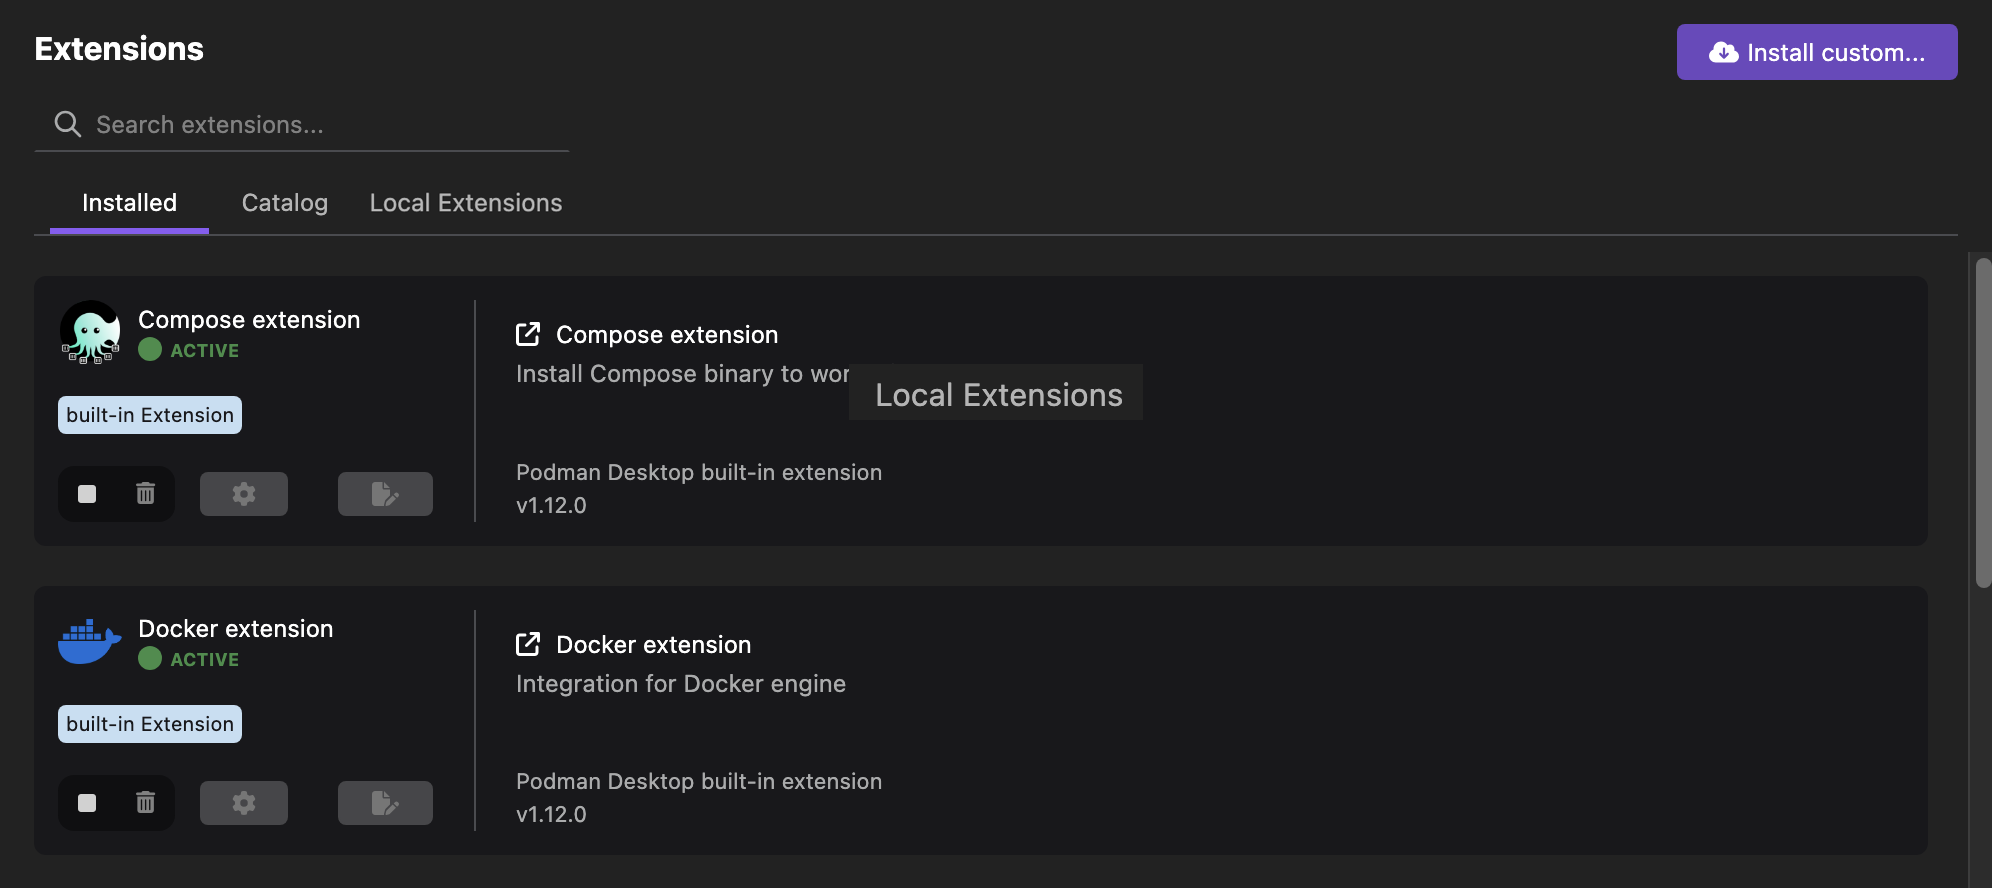 Extensions
Install custom...
Search extensions...
Installed
Catalog
Local Extensions
Compose extension
ACTIVE
built-in Extension
Compose extension
Install Compose binary to
Local Extensions
Podman Desktop built-in extension
v1.12.0
Docker extension
ACTIVE
built-in Extension
Docker extension
Integration for Docker engine
Podman Desktop built-in extension
v1.12.0